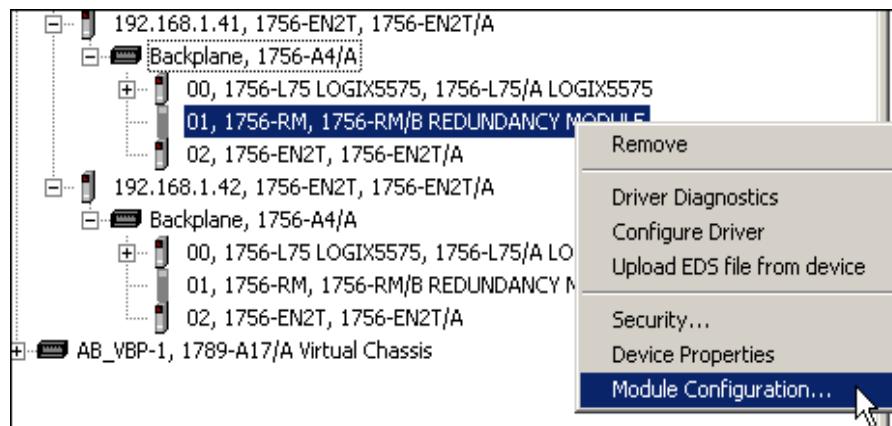 192.168.1.41, 1756-EN2T, 1756-EN2T/A
Backplane, 1756-A4/A
00, 1756-L75 LOGIX5575, 1756-L75/A LOGIX5575
01, 1756-RM, 1756-RM/B REDUNDANCY MODULE
02, 1756-EN2T, 1756-EN2T/A
192.168.1.42, 1756-EN2T, 1756-EN2T/A
Backplane, 1756-A4/A
00, 1756-L75 LOGIX5575, 1756-L75/A LO
01, 1756-RM, 1756-RM/B REDUNDANCY M
02, 1756-EN2T, 1756-EN2T/A
AB_VBP-1, 1789-A17/A Virtual Chassis
Remove
Driver Diagnostics
Configure Driver
Upload EDS file from device
Security...
Device Properties
Module Configuration...